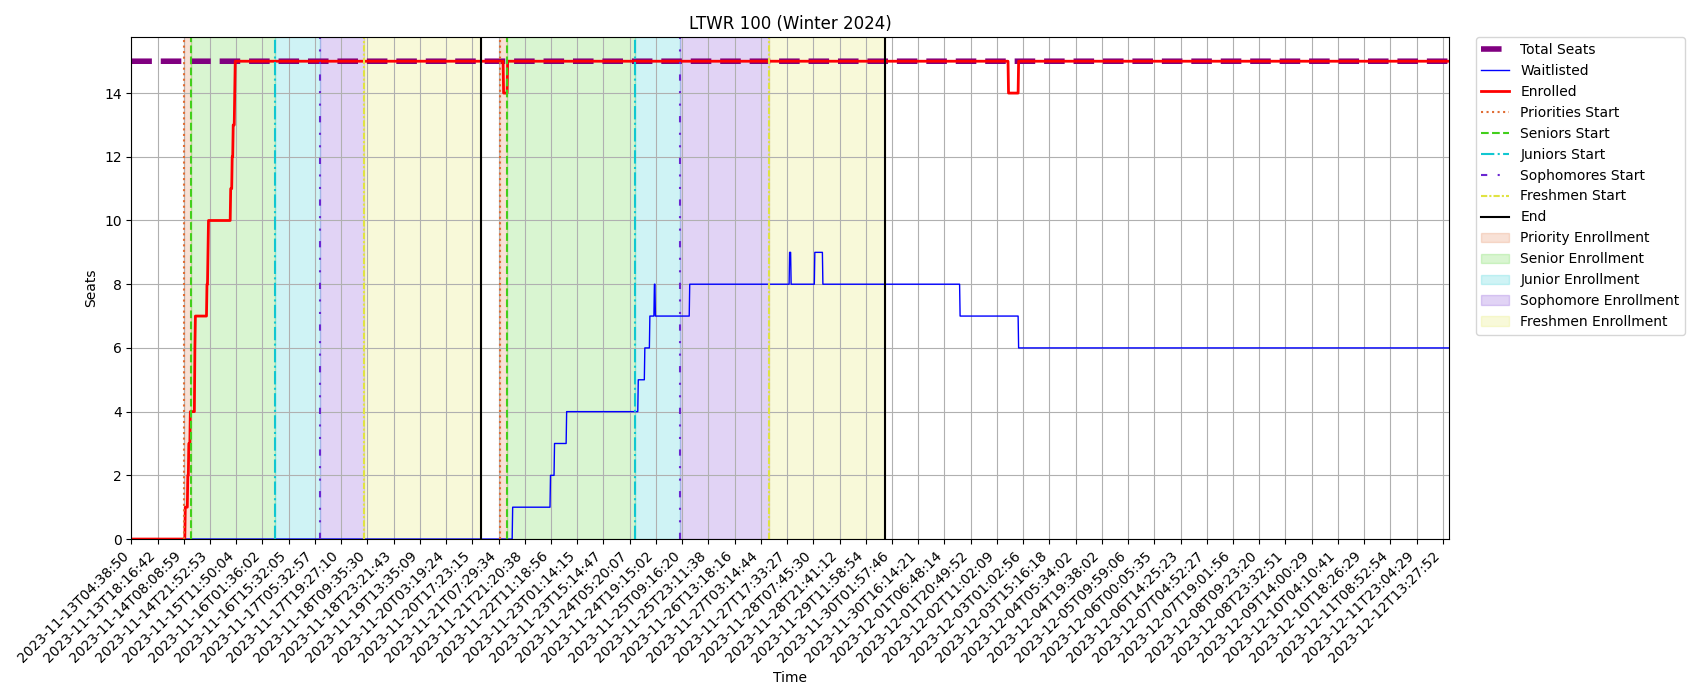 LTWR 100 (Winter 2024)
Seats
14
12
10
8
6
4
2
0
2023-11-13T04:38:50
2023-11-13T18:16:42
2023-11-14T08:08:59
2023-11-14T21:52:53
2023-11-15T11:50:04
2023-11-16T01:36:02
2023-11-16T15:32:05
2023-11-17T05:32:57
2023-11-17T19:27:10
2023-11-18T09:35:30
2023-11-18T23:21:43
2023-11-19T13:35:09
2023-11-20T03:19:24
2023-11-20T17:23:15
2023-11-21T07:29:34
2023-11-21T21:20:38
2023-11-22T11:18:56
2023-11-23T01:14:15
2023-11-23T15:14:47
2023-11-24T05:20:07
2023-11-24T19:15:02
2023-11-25T09:16:20
2023-11-25T23:11:38
2023-11-26T13:18:16
2023-11-27T03:14:44
2023-11-27T17:33:27
2023-11-28T07:45:30
2023-11-28T21:41:12
2023-11-29T11:58:54
2023-11-30T01:57:46
2023-11-30T16:14:21
2023-12-01T06:48:14
2023-12-01T20:49:52
2023-12-02T11:02:09
2023-12-03T01:02:56
2023-12-03T15:16:18
2023-12-04T05:34:02
2023-12-04T19:38:02
2023-12-05T09:59:06
2023-12-06T00:05:35
2023-12-06T14:25:23
2023-12-07T04:52:27
2023-12-07T19:01:56
2023-12-08T09:23:20
2023-12-08T23:32:51
2023-12-09T14:00:29
2023-12-10T04:10:41
2023-12-10T18:26:29
2023-12-11T08:52:54
2023-12-11T23:04:29
2023-12-12T13:27:52
Time
Total Seats
Waitlisted
Enrolled
Priorities Start
Seniors Start
Juniors Start
Sophomores Start
Freshmen Start
End
Priority Enrollment
Senior Enrollment
Junior Enrollment
Sophomore Enrollment
Freshmen Enrollment